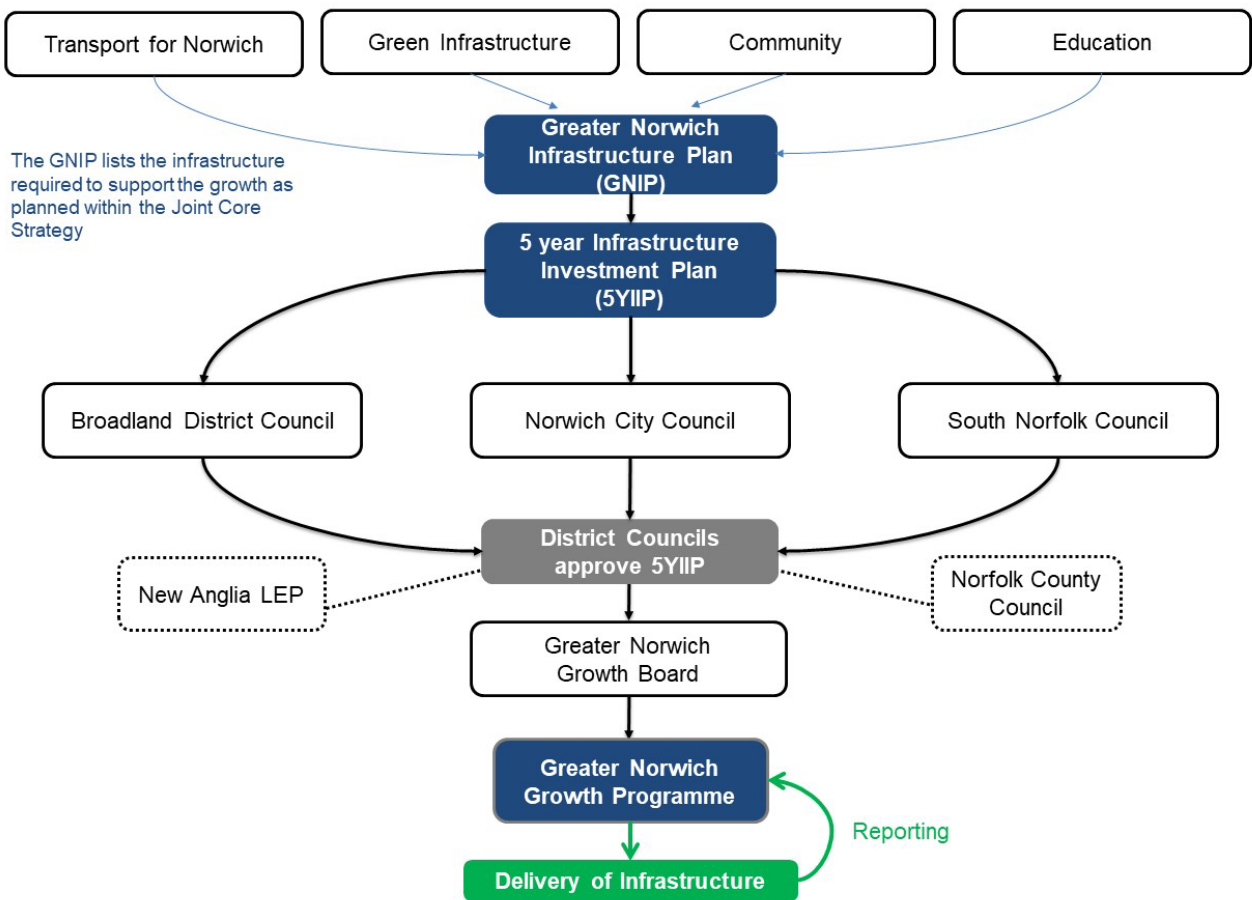 Transport for Norwich
Green Infrastructure
Community
Education
Greater Norwich
Infrastructure Plan
(GNIP)
The GNIP lists the infrastructure
required to support the growth as
planned within the Joint Core
Strategy
5 year Infrastructure
Investment Plan
(5YIIP)
Broadland District Council
Norwich City Council
South Norfolk Council
District Councils
approve 5YIIP
New Anglia LEP
Norfolk County
Council
Greater Norwich
Growth Board
Greater Norwich
Growth Programme
Reporting
Delivery of Infrastructure